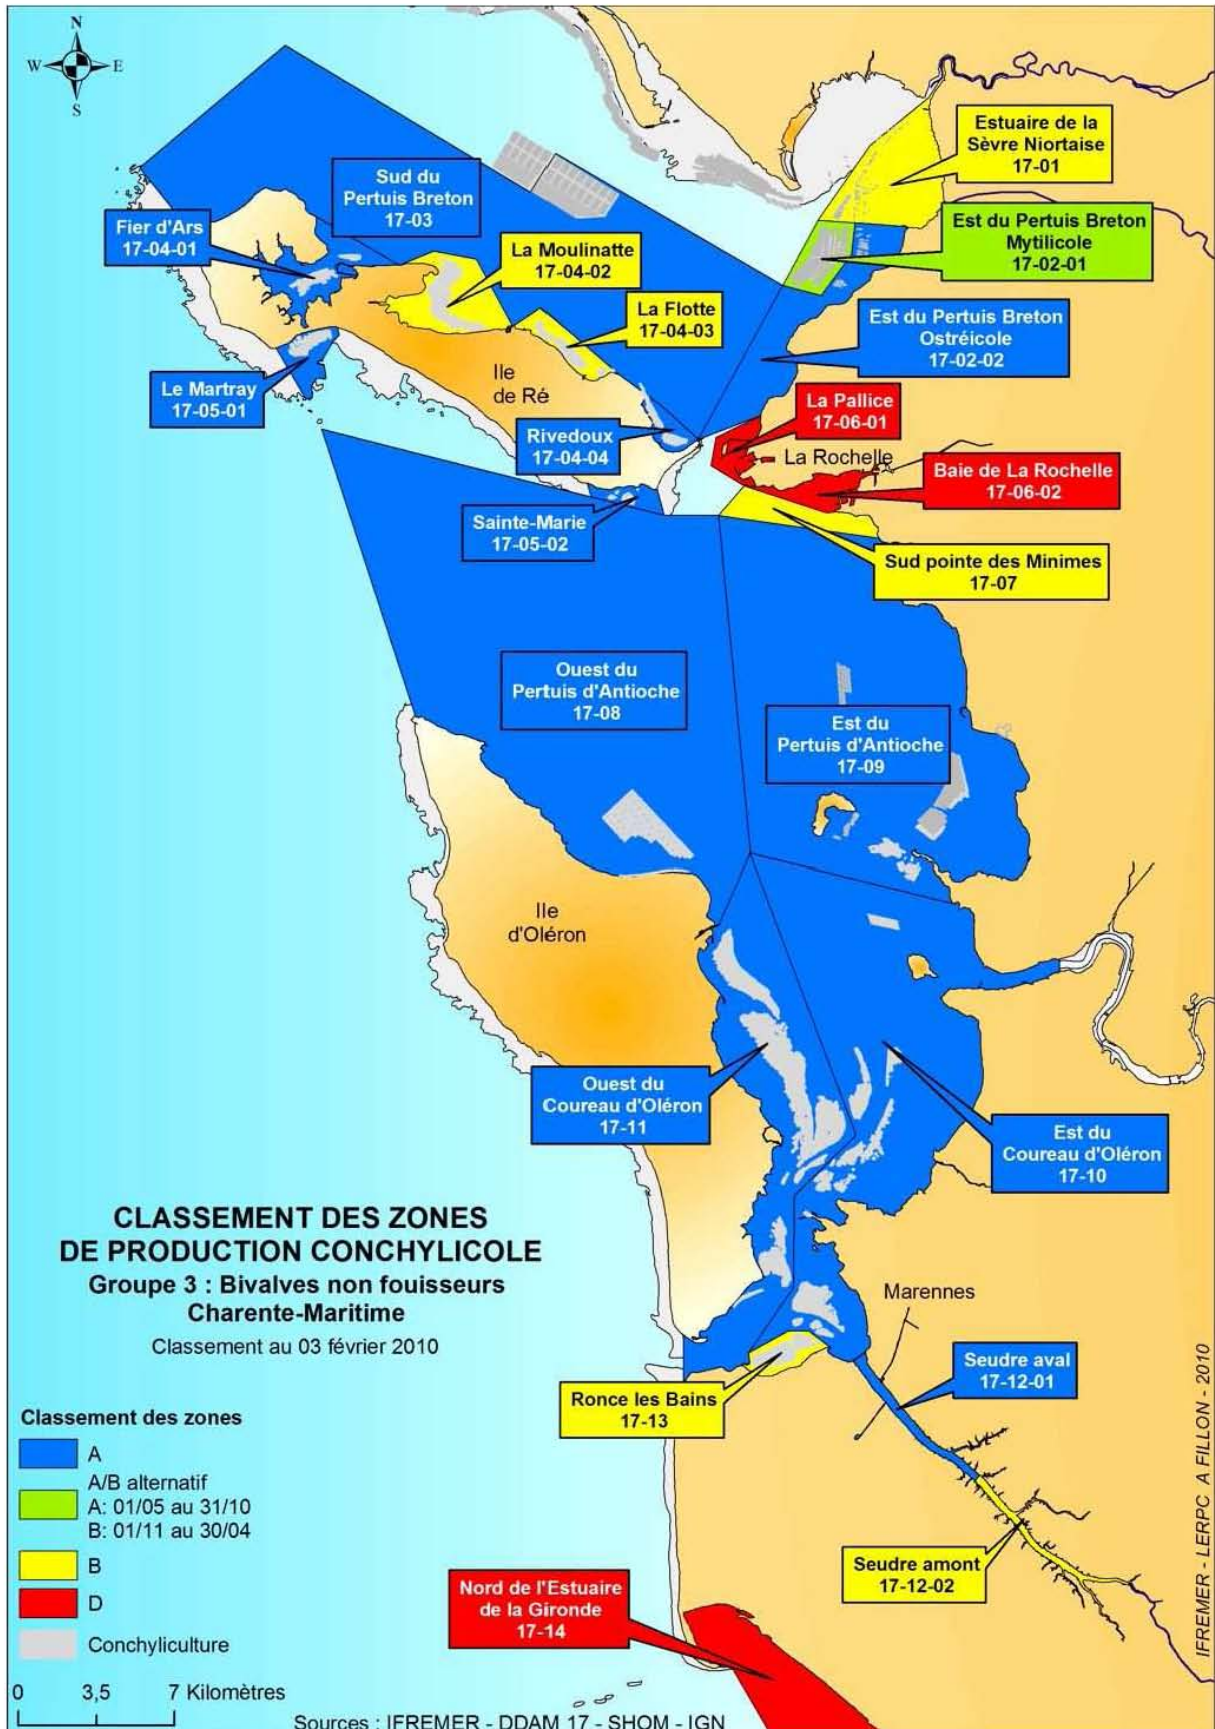 N
W E
S
Estuaire de la
Sèvre Niortaise
17-01
Sud du
Pertuis Breton
17-03
Fier d'Ars
17-04-01
Est du Pertuis Breton
Mytilicole
17-02-01
La Moulinatte
17-04-02
La Flotte
17-04-03
Est du Pertuis Breton
Ostréicole
17-02-02
Ile
de Ré
Le Martray
17-05-01
La Pallice
17-06-01
Rivedoux
17-04-04
La Rochelle
Baie de La Rochelle
17-06-02
Sainte-Marie
17-05-02
Sud pointe des Minimes
17-07
Ouest du
Pertuis d'Antioche
17-08
Est du
Pertuis d'Antioche
17-09
Ile
d'Oléron
Ouest du
Coureau d'Oléron
17-11
Est du
Coureau d'Oléron
17-10
CLASSEMENT DES ZONES
DE PRODUCTION CONCHYLICOLE
Groupe 3 : Bivalves non fouisseurs
Charente-Maritime
Classement au 03 février 2010
Marennes
Seudre aval
17-12-01
Ronce les Bains
17-13
Classement des zones
A
A/B alternatif
A: 01/05 au 31/10
B: 01/11 au 30/04
B
D
Conchyliculture
Seudre amont
17-12-02
Nord de l'Estuaire
de la Gironde
17-14
0 3,5 7 Kilomètres
Sources : IFREMER - DDAM 17 - SHOM - IGN
IFREMER - LERPC A FILLON - 2010